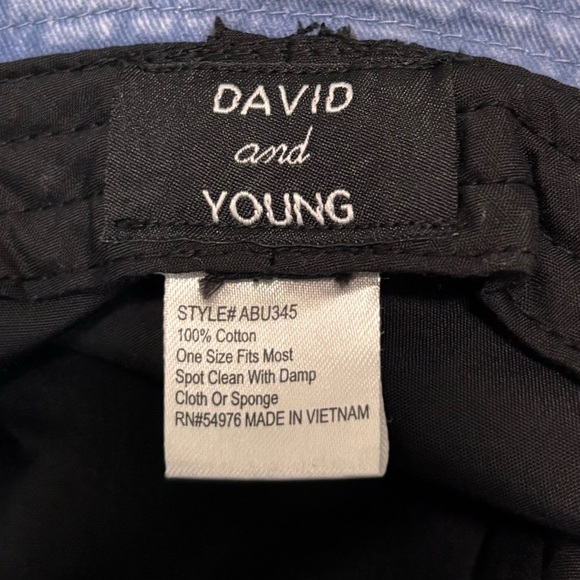 DAVID
and
YOUNG
STYLE# ABU345
100% Cotton
One Size Fits Most
Spot Clean With Damp
Cloth Or Sponge
RN#54976 MADE IN VIETNAM